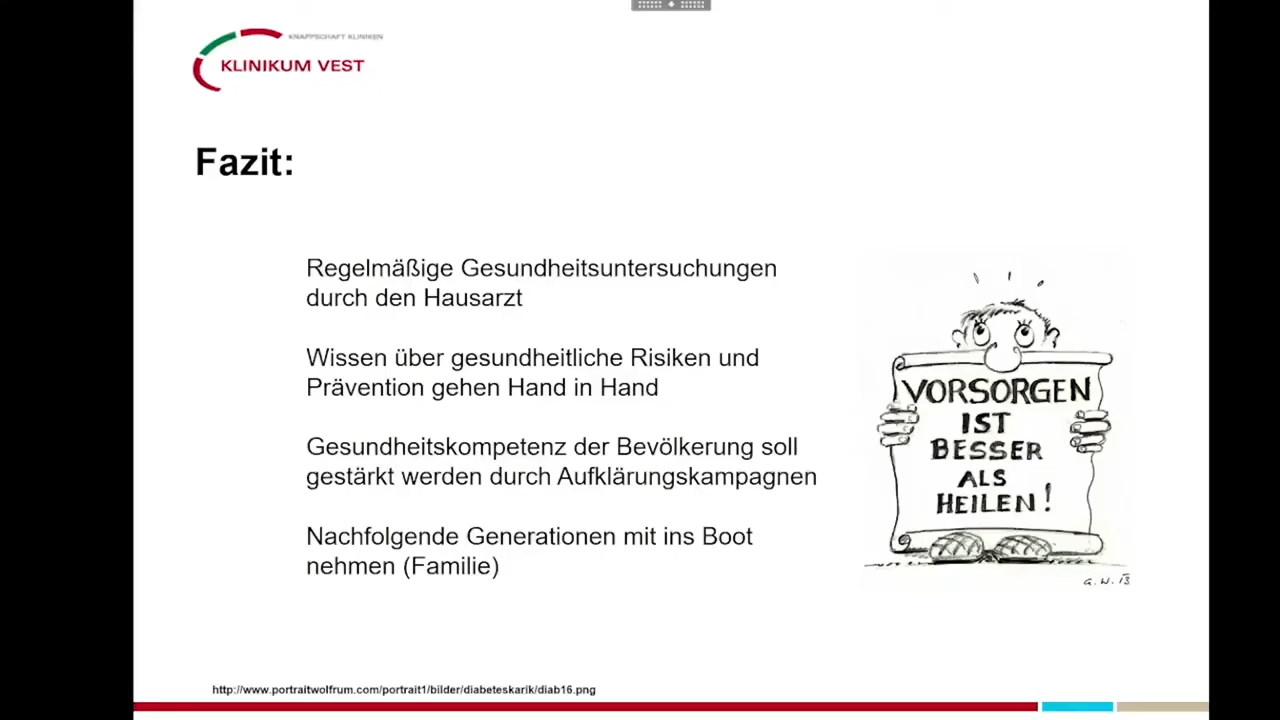 KNAPPSCHAFT KLINIKEN
KLINIKUM VEST
Fazit:
Regelmäßige Gesundheitsuntersuchungen
durch den Hausarzt
Wissen über gesundheitliche Risiken und
Prävention gehen Hand in Hand
Gesundheitskompetenz der Bevölkerung soll
gestärkt werden durch Aufklärungskampagnen
Nachfolgende Generationen mit ins Boot
nehmen (Familie)
VORSORGEN
IST
BESSER
ALS
HEILEN!
G.W. 13
http://www.portraitwolfrum.com/portrait1/bilder/diabeteskarik/diab16.png